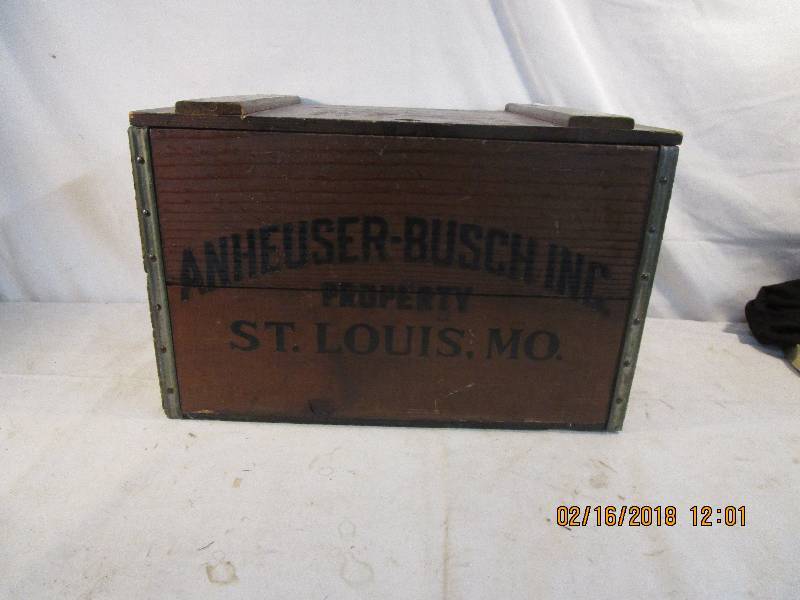 ANHEUSER-BUSCH INC.
PROPERTY
ST. LOUIS, MO.
02/16/2018 12:01